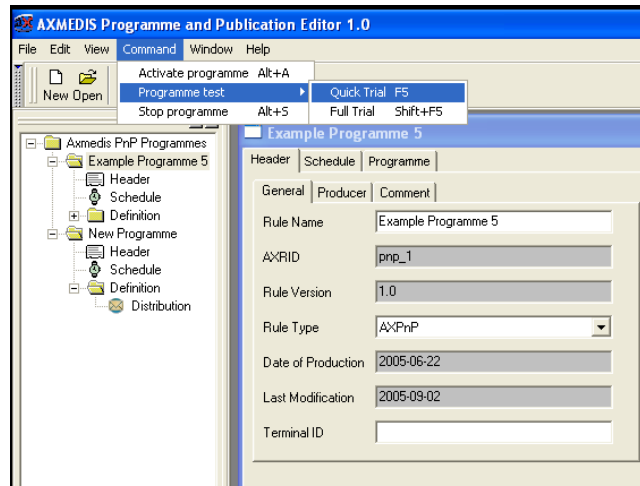 AXMEDIS Programme and Publication Editor 1.0
File Edit View Command Window Help
New Open
Activate programme Alt+A
Programme test
Stop programme Alt+S
Quick Trial F5
Full Trial Shift+F5
Axmedis PnP Programmes
Example Programme 5
Header
Schedule
Definition
New Programme
Header
Schedule
Definition
Distribution
Example Programme 5
Header Schedule Programme
General Producer Comment
Rule Name Example Programme 5
AXRID pnp_1
Rule Version 1.0
Rule Type AXPnP
Date of Production 2005-06-22
Last Modification 2005-09-02
Terminal ID